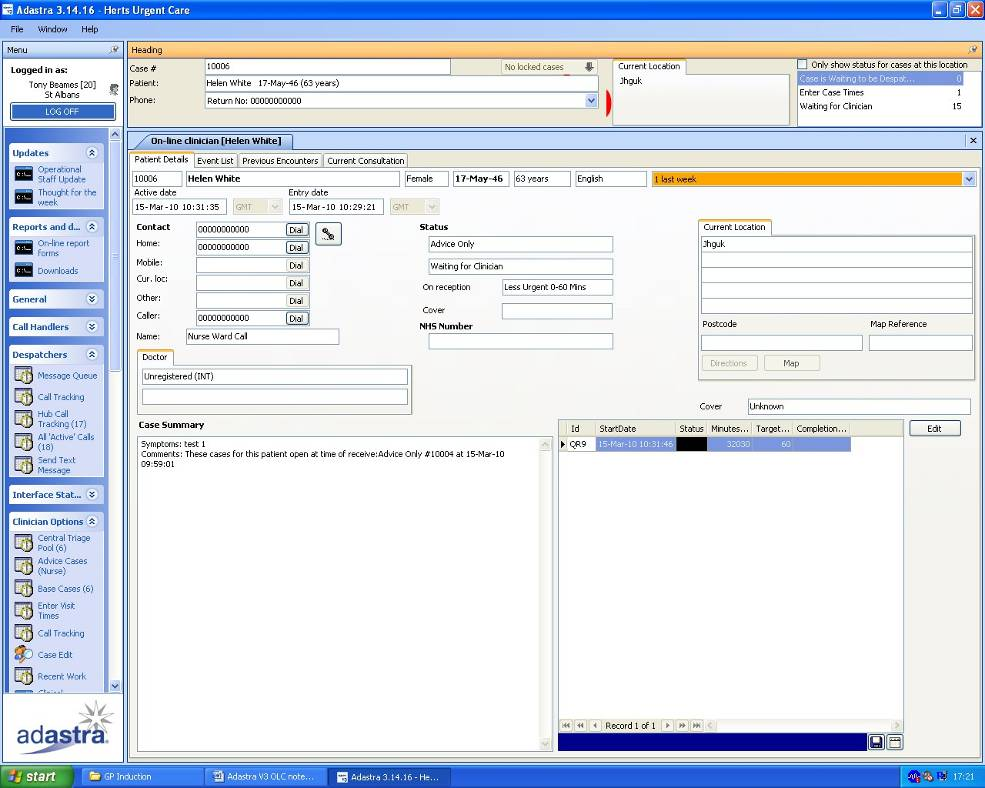 Adastra 3.14.16 - Herts Urgent Care
File Window Help
Menu
Logged in as:
Tony Beames [20]
St Albans
LOG OFF
Updates
Operational
Staff Update
Thought for the
week
Reports and d...
On-line report
forms
Downloads
General
Call Handlers
Despatchers
Message Queue
Call Tracking
Hub Call
Tracking (17)
All 'Active' Calls
(18)
Send Text
Message
Interface Stat...
Clinician Options
Central Triage
Pool (6)
Advice Cases
(Nurse)
Base Cases (6)
Enter Visit
Times
Call Tracking
Case Edit
Recent Work
adastra
Heading
Case # 10006 No locked cases
Patient: Helen White 17-May-46 (63 years)
Phone: Return No: 00000000000
Current Location
Jhguk
Only show status for cases at this location
Case is Waiting to be Despat... 0
Enter Case Times 1
Waiting for Clinician 15
On-line clinician [Helen White]
Patient Details Event List Previous Encounters Current Consultation
10006 Helen White Female 17-May-46 63 years English 1 last week
Active date Entry date
15-Mar-10 10:31:35 GMT 15-Mar-10 10:29:21 GMT
Contact 00000000000 Dial
Home: 00000000000 Dial
Mobile: Dial
Cur. loc: Dial
Other: Dial
Caller: 00000000000 Dial
Name: Nurse Ward Call
Status
Advice Only
Waiting for Clinician
On reception Less Urgent 0-60 Mins
Cover
NHS Number
Current Location
Jhguk
Postcode Map Reference
Directions Map
Doctor
Unregistered (INT)
Cover Unknown
Case Summary
Symptoms: test 1
Comments: These cases for this patient open at time of receive:Advice Only #10004 at 15-Mar-10
09:59:01
Id StartDate Status Minutes... Target... Completion...
QR9 15-Mar-10 10:31:46 32030 60
Edit
Record 1 of 1
start GP Induction Adastra V3 OLC note... Adastra 3.14.16 - He... 17:21